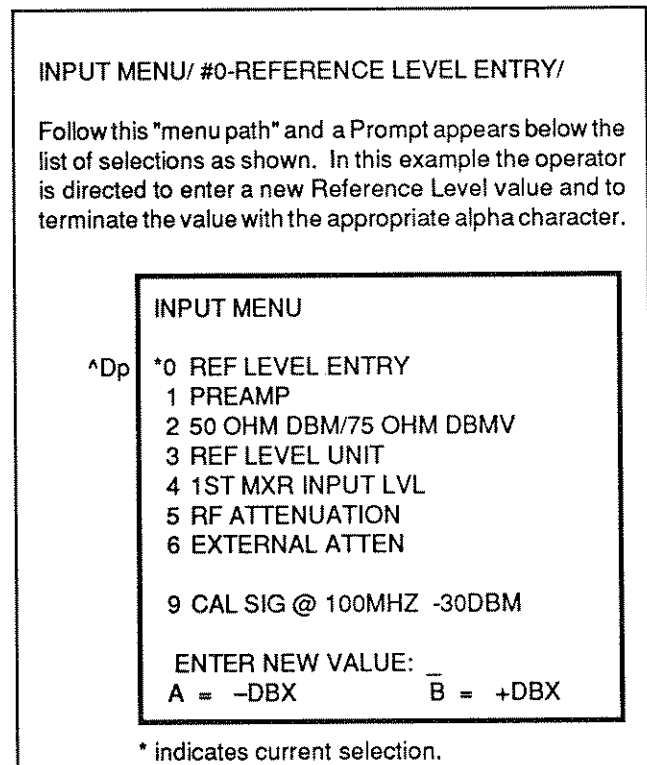 INPUT MENU/ #0-REFERENCE LEVEL ENTRY/
Follow this "menu path" and a Prompt appears below the
list of selections as shown. In this example the operator
is directed to enter a new Reference Level value and to
terminate the value with the appropriate alpha character.
INPUT MENU
^Dp *0 REF LEVEL ENTRY
1 PREAMP
2 50 OHM DBM/75 OHM DBMV
3 REF LEVEL UNIT
4 1ST MXR INPUT LVL
5 RF ATTENUATION
6 EXTERNAL ATTEN
9 CAL SIG @ 100MHZ -30DBM
ENTER NEW VALUE: _
A = –DBX B = +DBX
* indicates current selection.